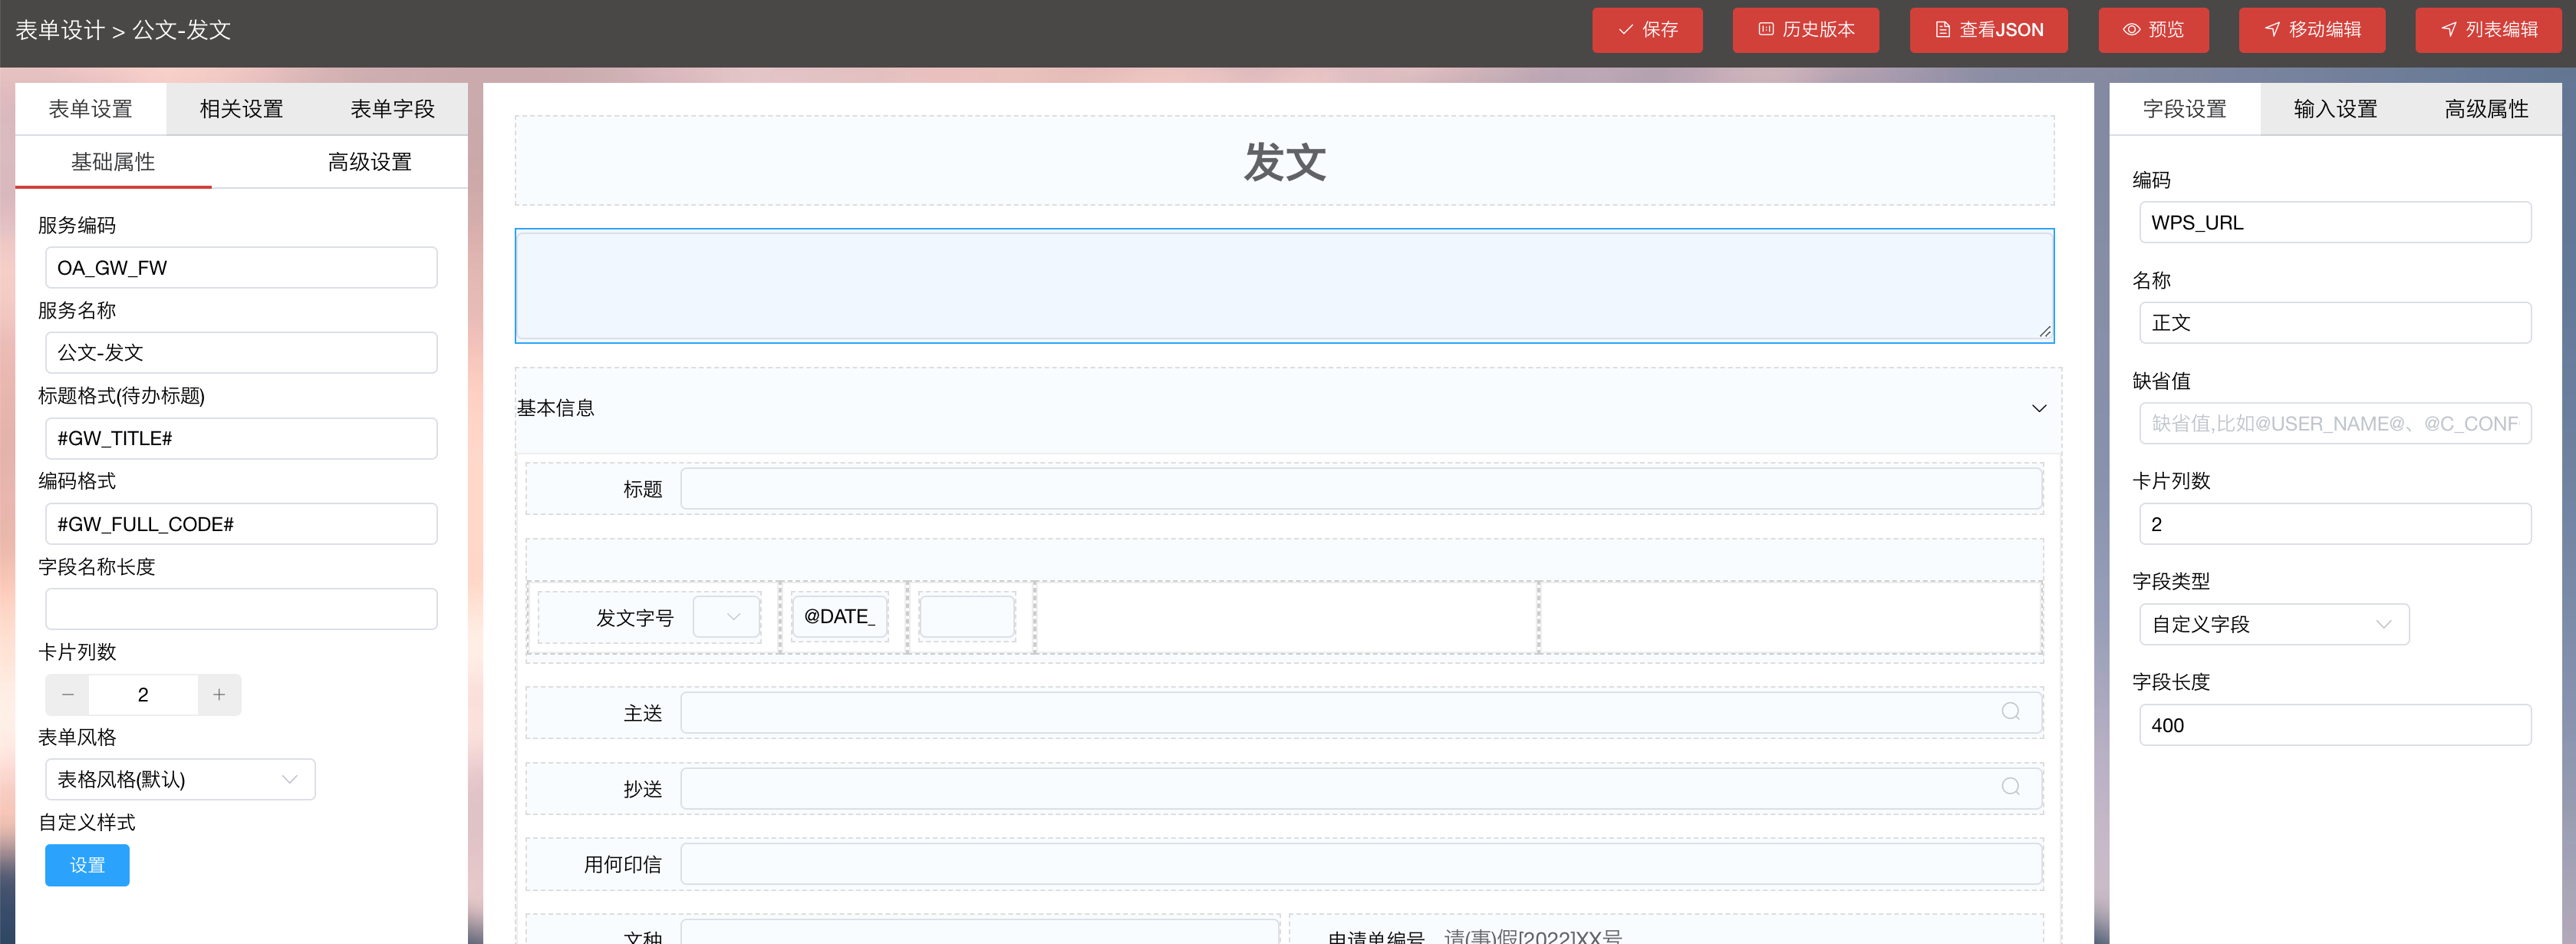 表单设计 > 公文-发文
保存
历史版本
查看JSON
预览
移动编辑
列表编辑
表单设置
相关设置
表单字段
基础属性
高级设置
服务编码
OA_GW_FW
服务名称
公文-发文
标题格式(待办标题)
#GW_TITLE#
编码格式
#GW_FULL_CODE#
字段名称长度
卡片列数
2
表单风格
表格风格(默认)
自定义样式
设置
发文
基本信息
标题
发文字号
@DATE_
主送
抄送
用何印信
文种
申请单编号
请(事)假[2022]XX号
字段设置
输入设置
高级属性
编码
WPS_URL
名称
正文
缺省值
缺省值,比如@USER_NAME@、@C_CONF
卡片列数
2
字段类型
自定义字段
字段长度
400